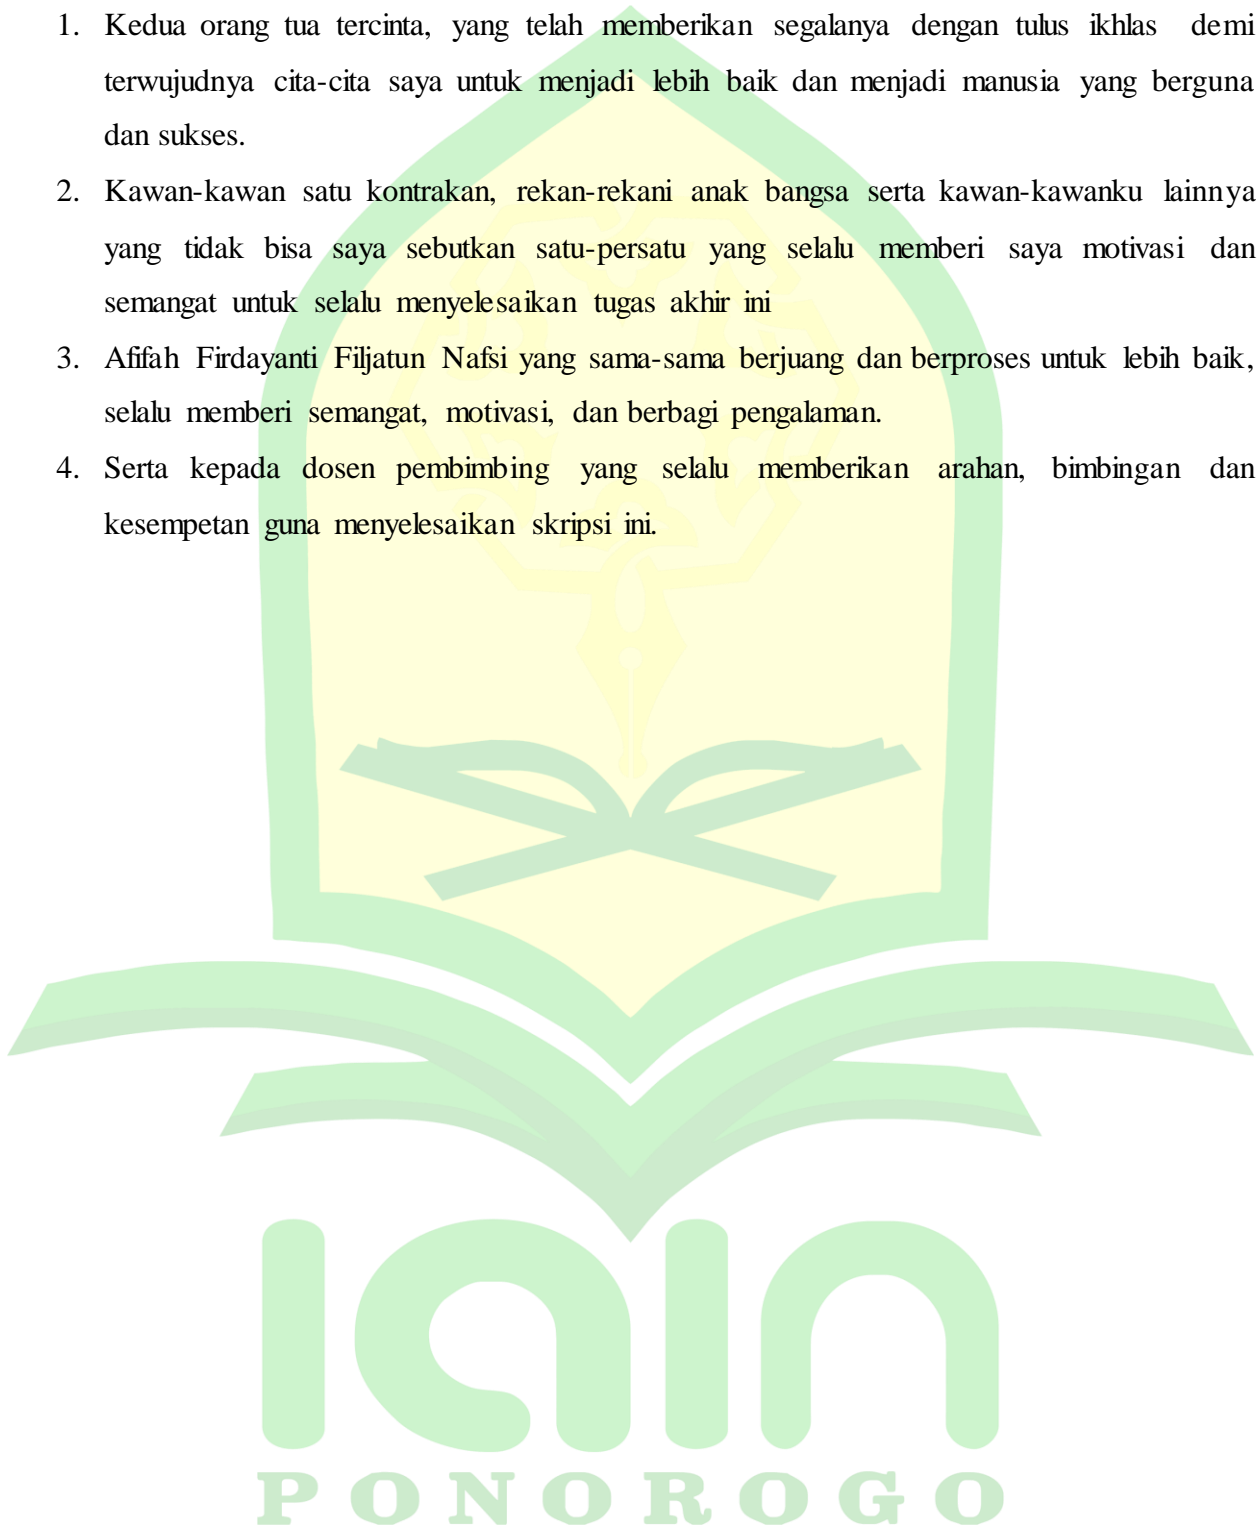 1. Kedua orang tua tercinta, yang telah memberikan segalanya dengan tulus ikhlas demi
terwujudnya cita-cita saya untuk menjadi lebih baik dan menjadi manusia yang berguna
dan sukses.
2. Kawan-kawan satu kontrakan, rekan-rekani anak bangsa serta kawan-kawanku lainnya
yang tidak bisa saya sebutkan satu-persatu yang selalu memberi saya motivasi dan
semangat untuk selalu menyelesaikan tugas akhir ini
3. Afifah Firdayanti Filjatun Nafsi yang sama-sama berjuang dan berproses untuk lebih baik,
selalu memberi semangat, motivasi, dan berbagi pengalaman.
4. Serta kepada dosen pembimbing yang selalu memberikan arahan, bimbingan dan
kesempetan guna menyelesaikan skripsi ini.
iain
PONOROGO